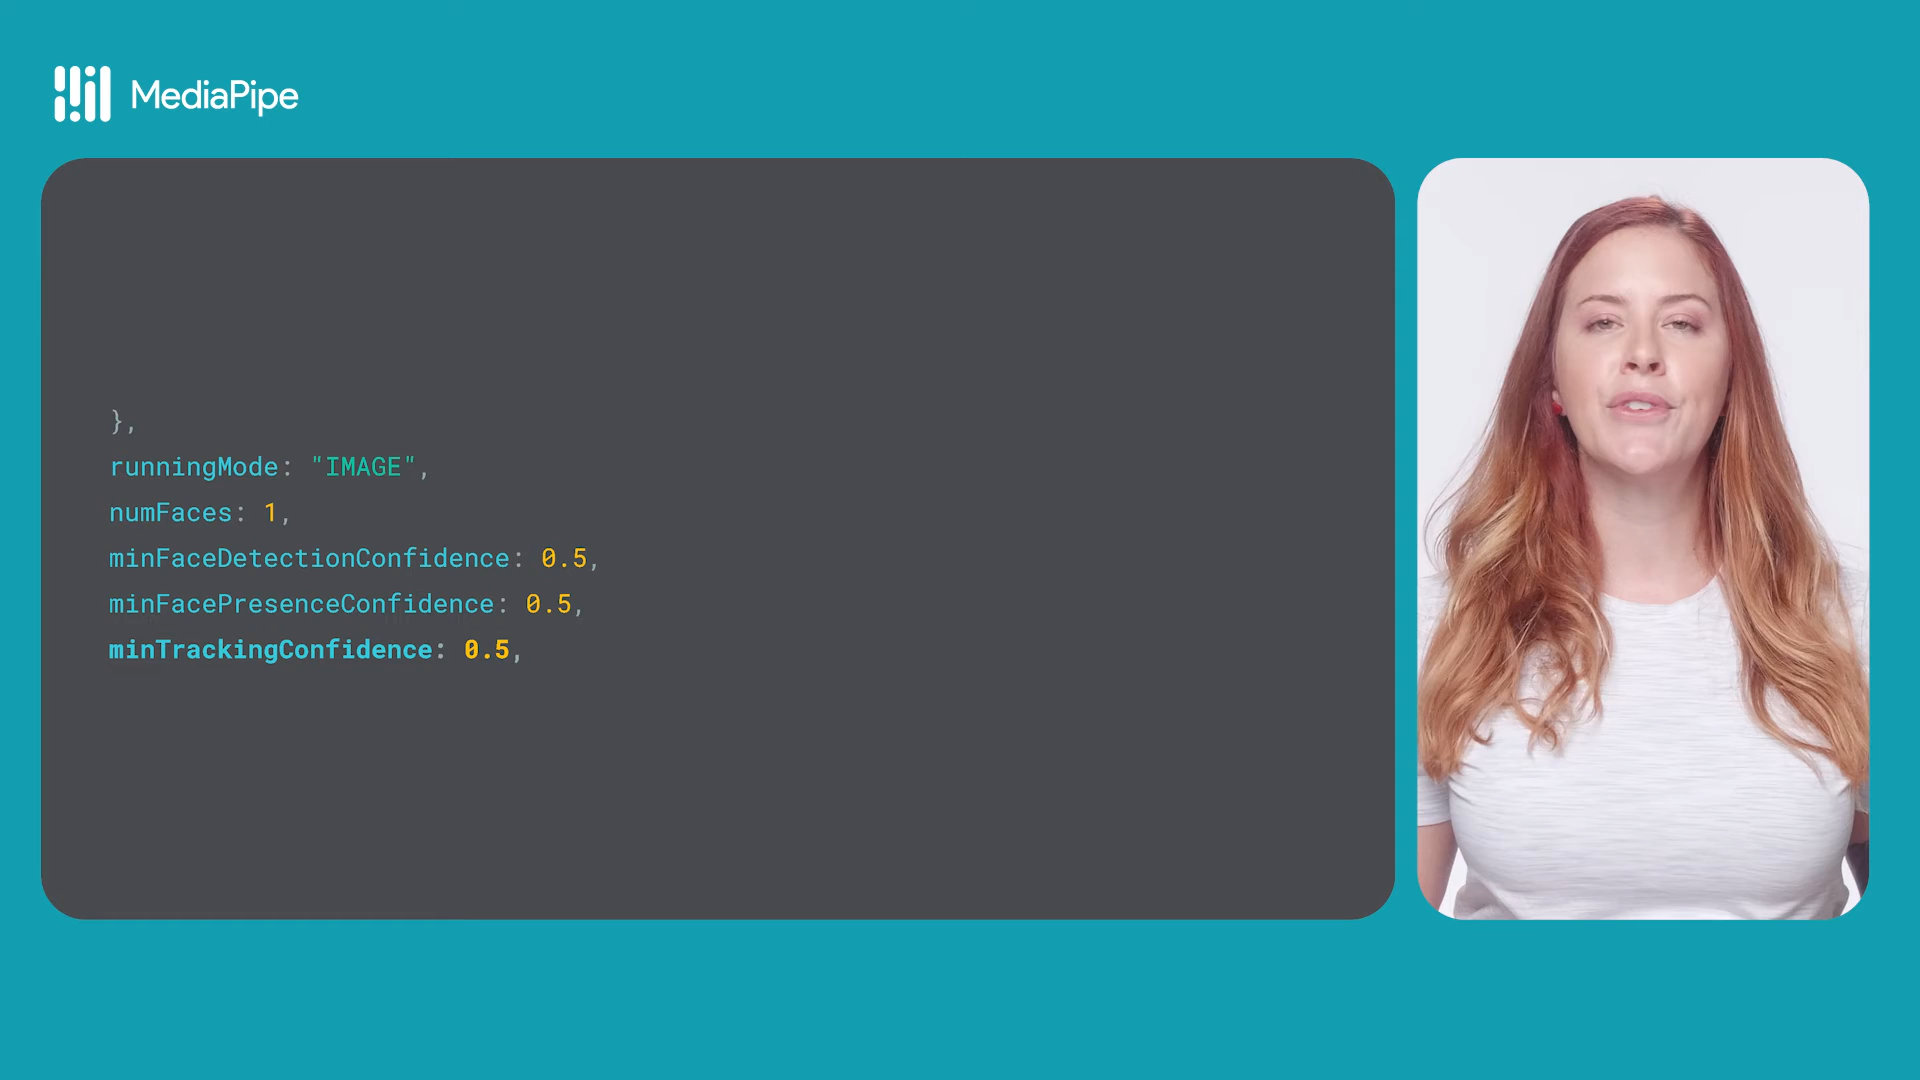 MediaPipe
},
runningMode: "IMAGE",
numFaces: 1,
minFaceDetectionConfidence: 0.5,
minFacePresenceConfidence: 0.5,
minTrackingConfidence: 0.5,